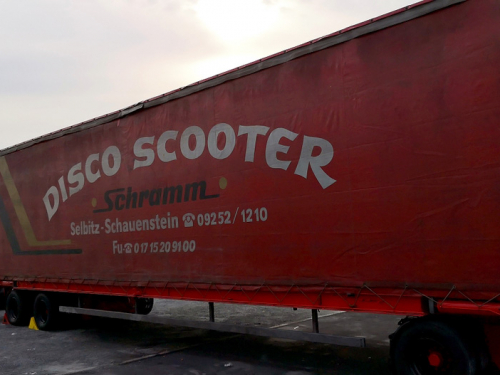 DISCO SCOOTER
Schramm
Selbitz-Schauenstein ☎ 09252/1210
Fu ☎ 0171 5209100